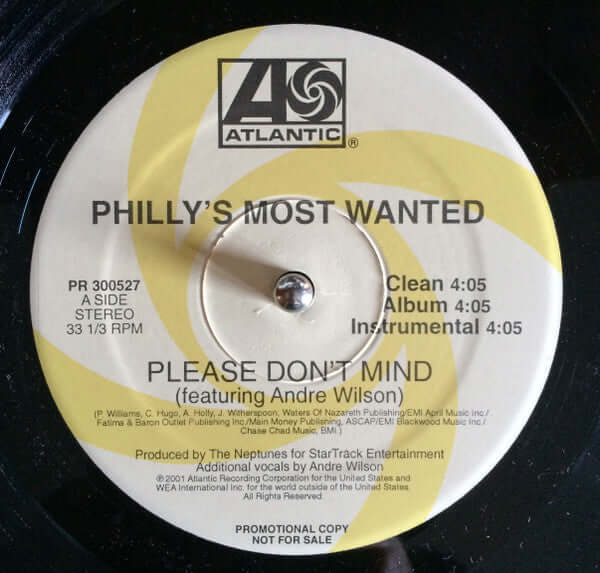 ATLANTIC®
PHILLY'S MOST WANTED
PR 300527
A SIDE
STEREO
33 1/3 RPM
Clean 4:05
Album 4:05
Instrumental 4:05
PLEASE DON'T MIND
(featuring Andre Wilson)
(P. Williams, C. Hugo, A. Holly, J. Witherspoon, Waters Of Nazareth Publishing/EMI April Music Inc./
Fatima & Baron Outlet Publishing Inc./Main Money Publishing, ASCAP/EMI Blackwood Music Inc./
Chase Chad Music, BMI.)
Produced by The Neptunes for StarTrack Entertainment
Additional vocals by Andre Wilson
℗ 2001 Atlantic Recording Corporation for the United States and
WEA International Inc. for the world outside of the United States.
All Rights Reserved.
PROMOTIONAL COPY
NOT FOR SALE